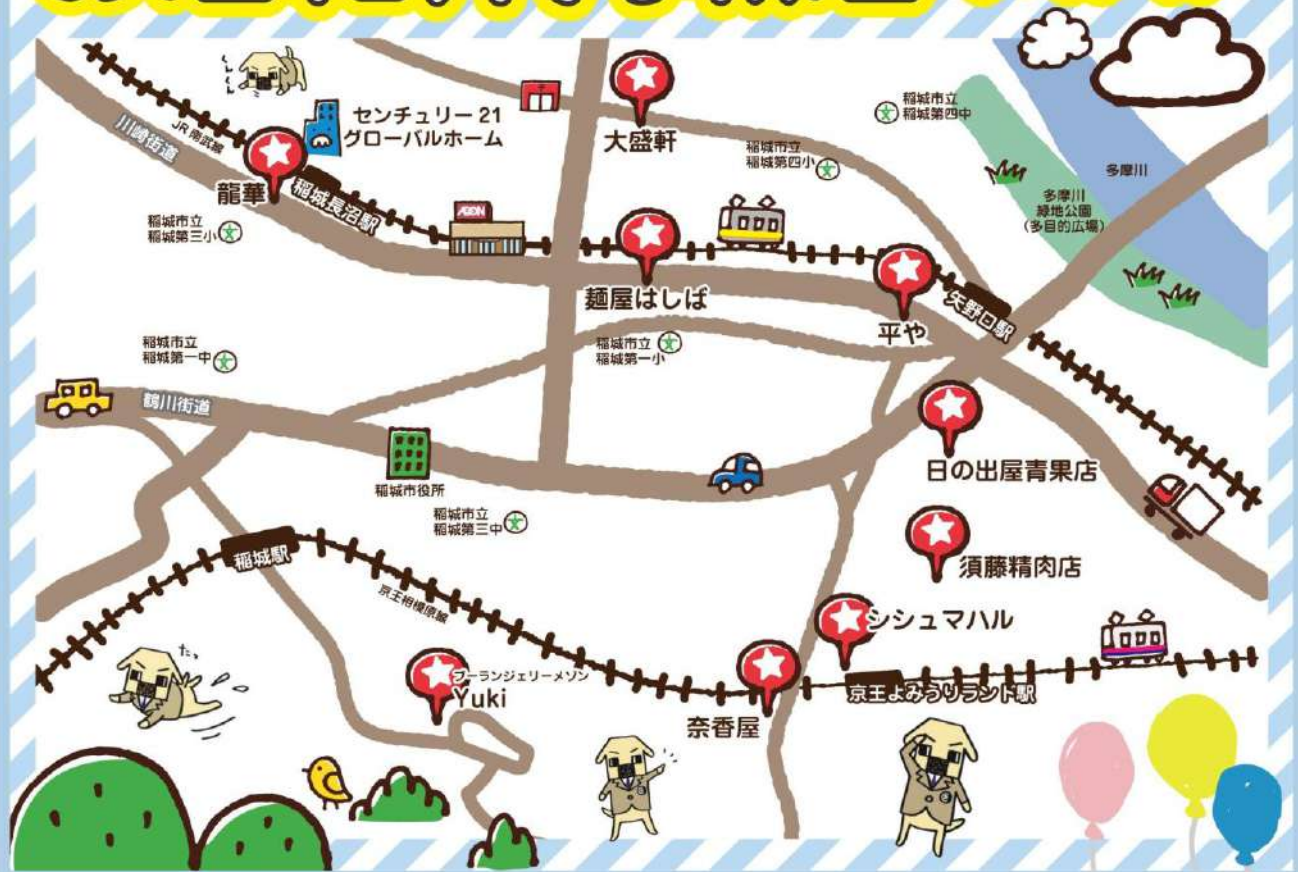 センチュリー 21
グローバルホーム
大盛軒
稲城市立
稲城第四中
JR 南武線
川崎街道
稲城市立
稲城第四小
多摩川
龍華
稲城長沼駅
AEON
多摩川
緑地公園
(多目的広場)
稲城市立
稲城第三小
麺屋はしば
平や
矢野口駅
稲城市立
稲城第一中
稲城市立
稲城第一小
鶴川街道
日の出屋青果店
稲城市役所
稲城市立
稲城第三中
稲城駅
須藤精肉店
京王相模原線
シシュマハル
ブーランジェリーメゾン
Yuki
京王よみうりランド駅
奈香屋